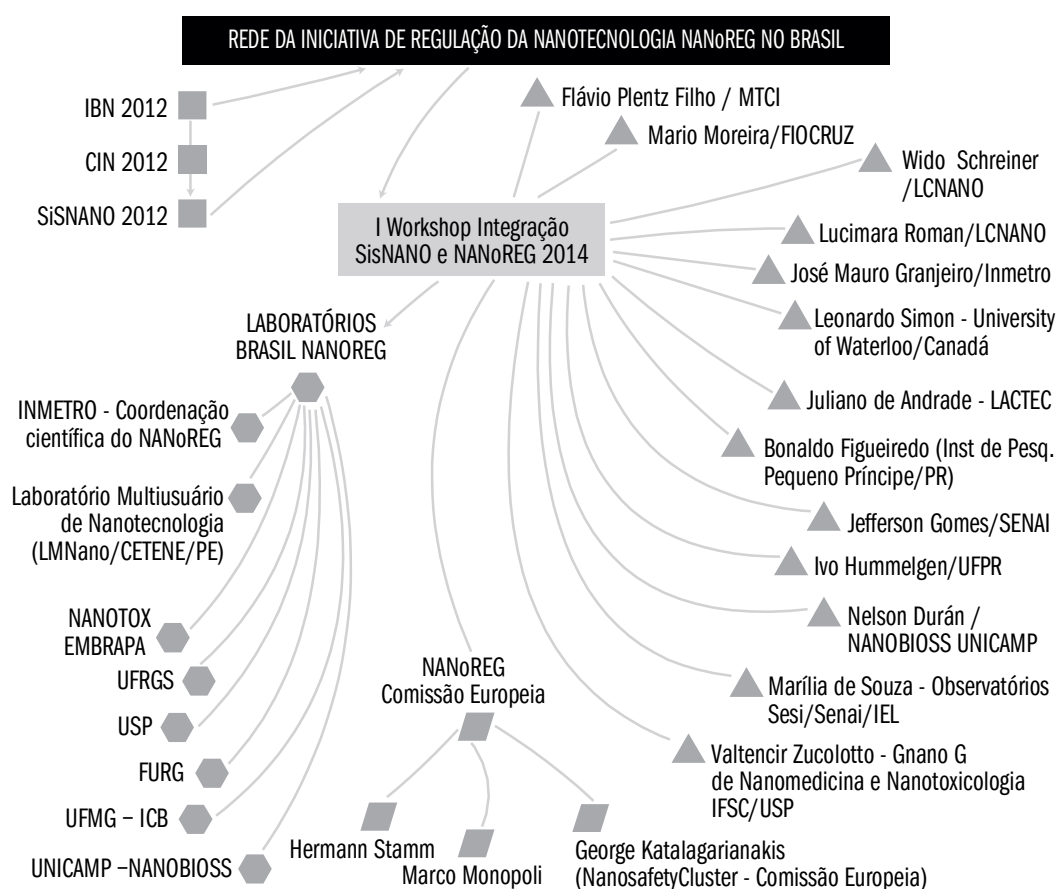 REDE DA INICIATIVA DE REGULAÇÃO DA NANOTECNOLOGIA NANoREG NO BRASIL
IBN 2012
CIN 2012
SiSNANO 2012
Flávio Plentz Filho / MTCI
Mario Moreira/FIOCRUZ
Wido Schreiner
/LCNANO
I Workshop Integração
SisNANO e NANoREG 2014
Lucimara Roman/LCNANO
José Mauro Granjeiro/Inmetro
Leonardo Simon - University
of Waterloo/Canadá
Juliano de Andrade - LACTEC
Bonaldo Figueiredo (Inst de Pesq.
Pequeno Príncipe/PR)
Jefferson Gomes/SENAI
Ivo Hummelgen/UFPR
Nelson Durán /
NANOBIOSS UNICAMP
Marília de Souza - Observatórios
Sesi/Senai/IEL
Valtencir Zucolotto - Gnano G
de Nanomedicina e Nanotoxicologia
IFSC/USP
LABORATÓRIOS
BRASIL NANOREG
INMETRO - Coordenação
científica do NANoREG
Laboratório Multiusuário
de Nanotecnologia
(LMNano/CETENE/PE)
NANOTOX
EMBRAPA
UFRGS
USP
FURG
UFMG – ICB
UNICAMP –NANOBIOSS
NANoREG
Comissão Europeia
Hermann Stamm
Marco Monopoli
George Katalagarianakis
(NanosafetyCluster - Comissão Europeia)